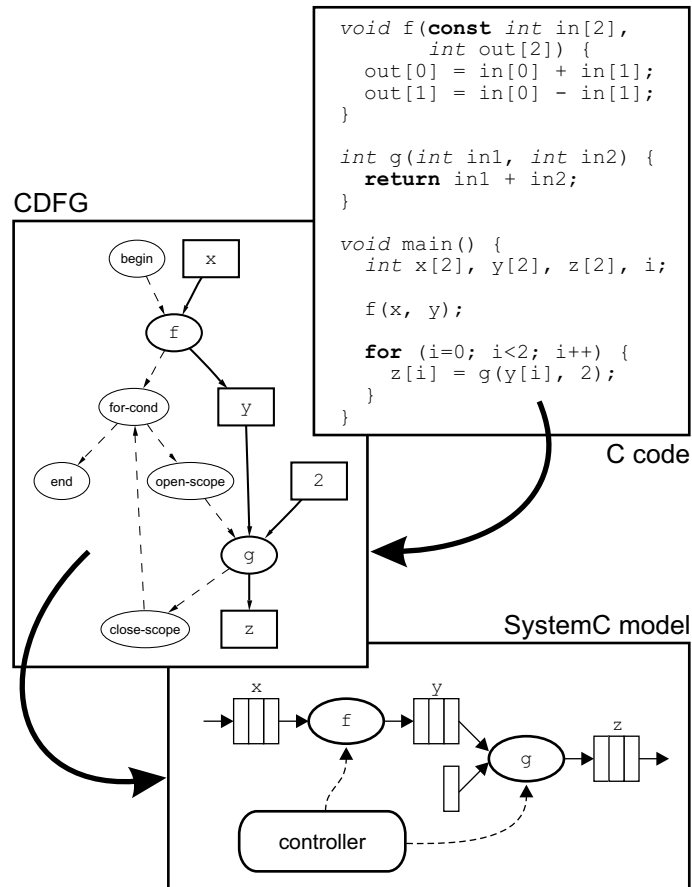 void f(const int in[2],
int out[2]) {
out[0] = in[0] + in[1];
out[1] = in[0] - in[1];
}
int g(int in1, int in2) {
return in1 + in2;
}
void main() {
int x[2], y[2], z[2], i;
f(x, y);
for (i=0; i<2; i++) {
z[i] = g(y[i], 2);
}
}
C code
CDFG
begin
x
f
for-cond
y
end
open-scope
2
g
close-scope
z
SystemC model
x
f
y
g
z
controller